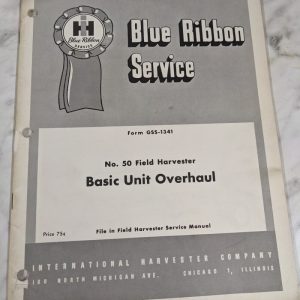 IH
Blue Ribbon
SERVICE
Blue Ribbon
Service
Form GSS-1341
No. 50 Field Harvester
Basic Unit Overhaul
Price 75¢
File in Field Harvester Service Manual
INTERNATIONAL HARVESTER COMPANY
180 NORTH MICHIGAN AVE. CHICAGO 1, ILLINOIS